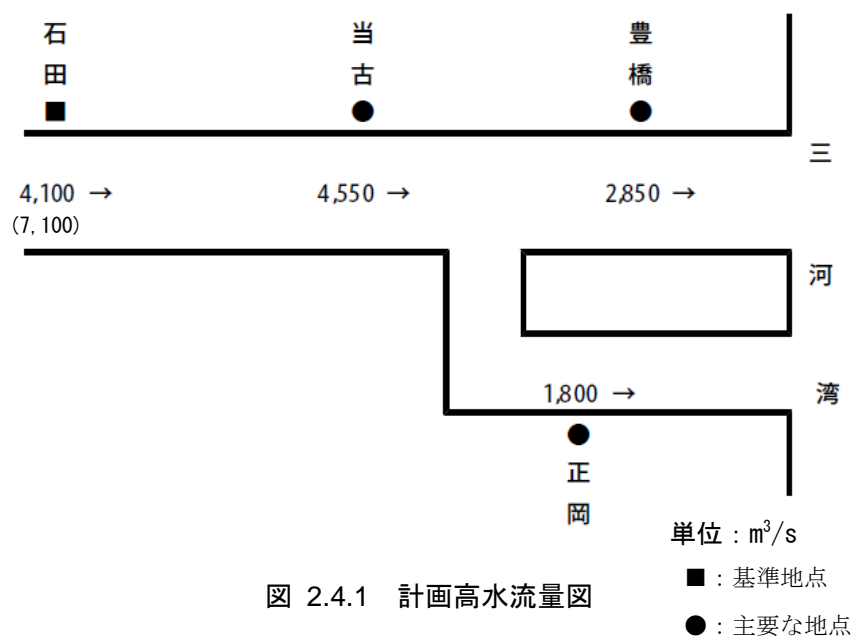 石田
■
当古
●
豊橋
●
三河湾
4,100 →
(7,100)
4,550 →
2,850 →
1,800 →
●
正岡
単位：m³/s
■：基準地点
●：主要な地点
図 2.4.1 計画高水流量図